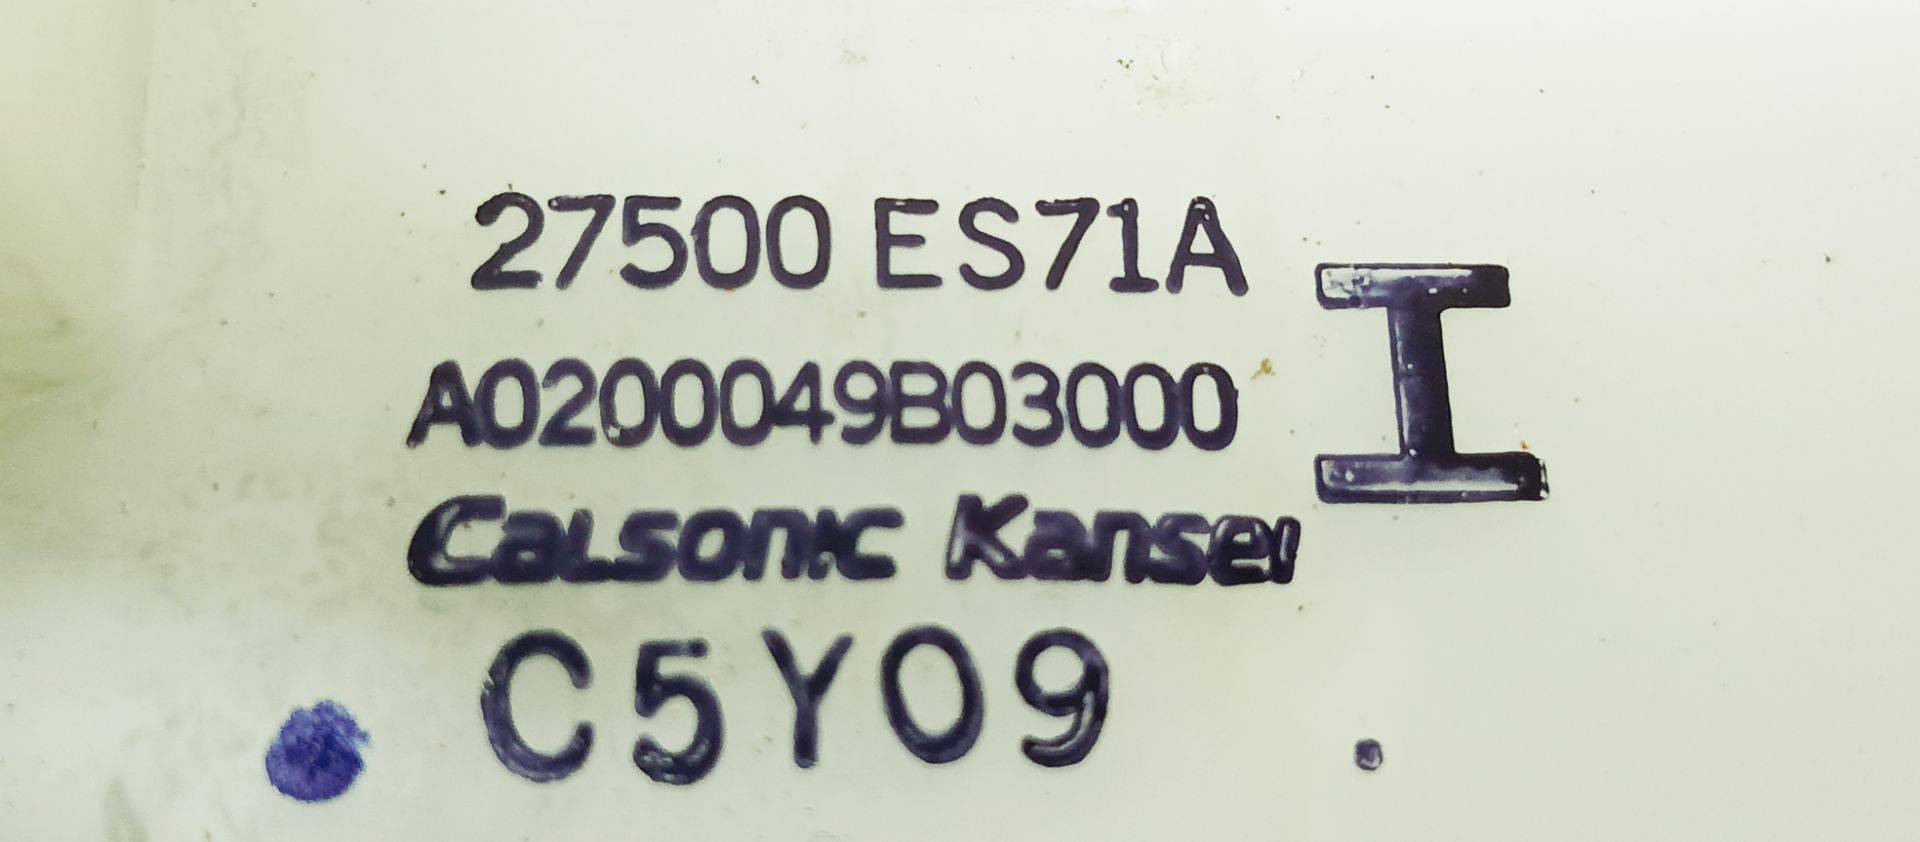 27500 ES71A
I
A0200049B03000
Calsonic Kansei
C5Y09